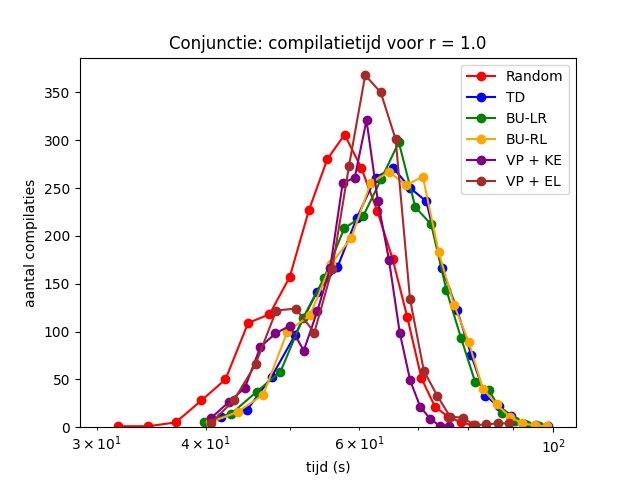 Conjunctie: compilatietijd voor r = 1.0
aantal compilaties
350
300
250
200
150
100
50
0
3 × 10¹
4 × 10¹
6 × 10¹
10²
tijd (s)
Random
TD
BU-LR
BU-RL
VP + KE
VP + EL